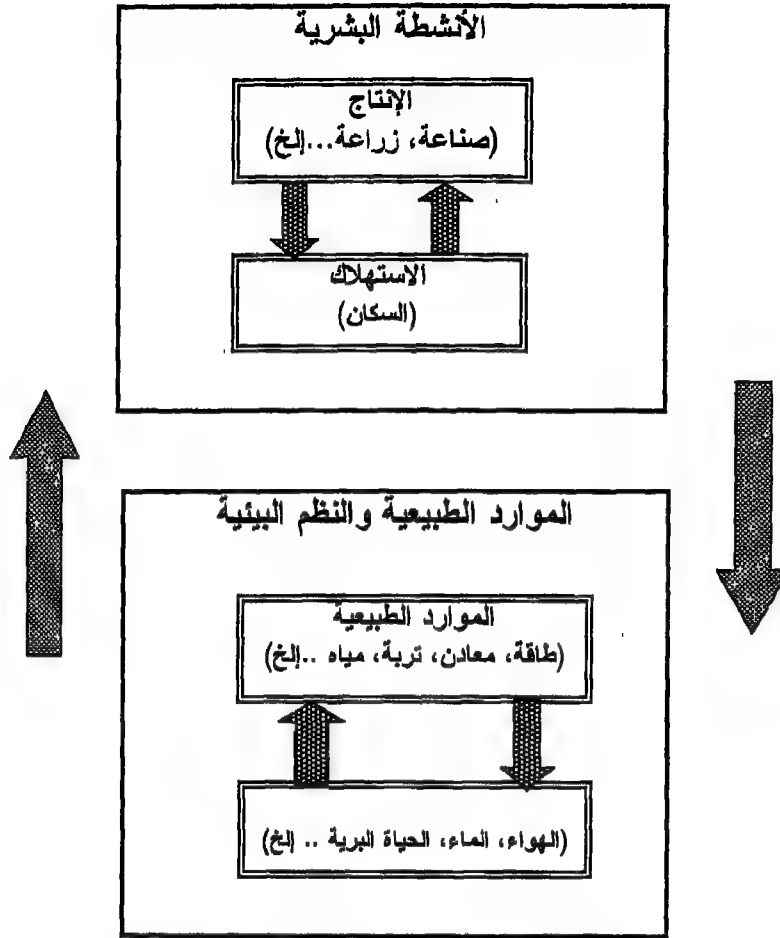 الأنشطة البشرية
الإنتاج
(صناعة، زراعة...إلخ)
الاستهلاك
(السكان)
الموارد الطبيعية والنظم البيئية
الموارد الطبيعية
(طاقة، معادن، تربة، مياه ..إلخ)
(الهواء، الماء، الحياة البرية .. إلخ)